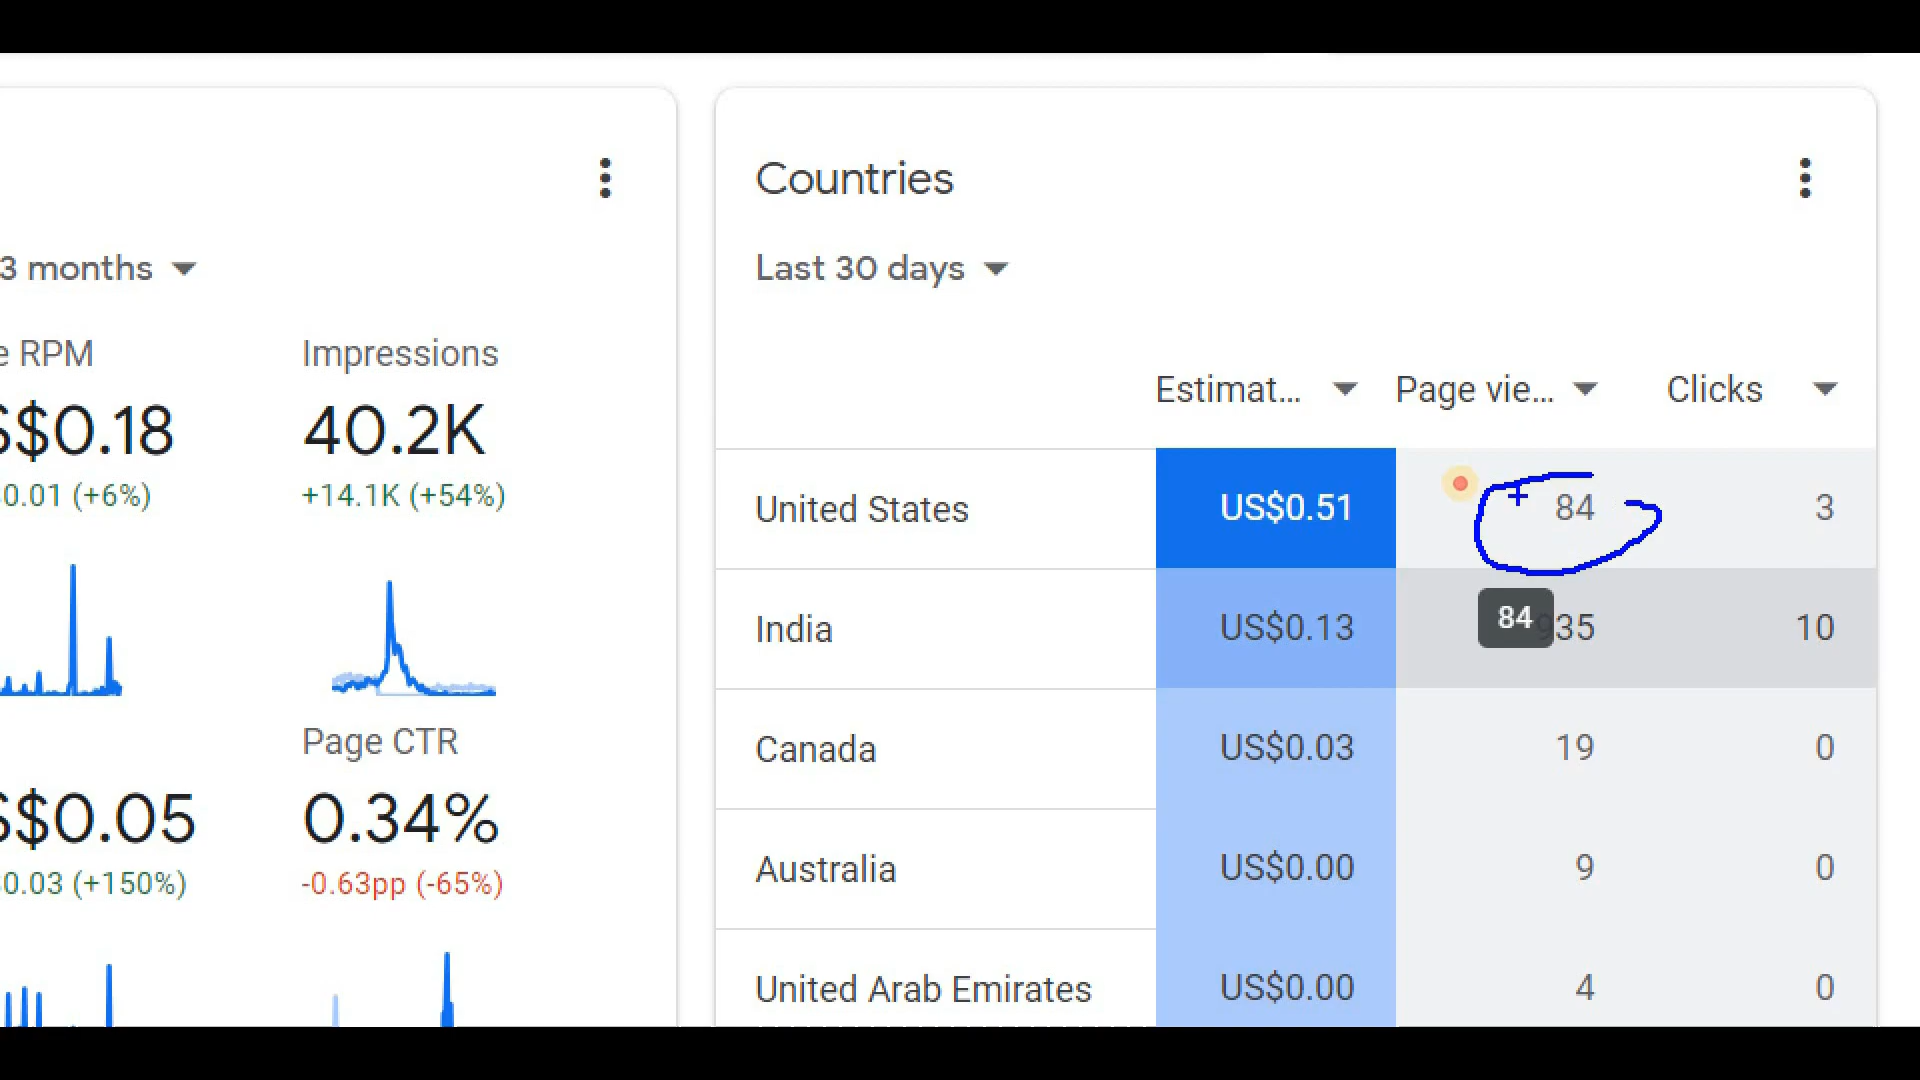 Countries
3 months
Last 30 days
e RPM
Impressions
$0.18
40.2K
0.01 (+6%)
+14.1K (+54%)
Page CTR
$0.05
0.34%
0.03 (+150%)
-0.63pp (-65%)
Estimat... Page vie... Clicks
United States US$0.51 84 3
84
India US$0.13 935 10
Canada US$0.03 19 0
Australia US$0.00 9 0
United Arab Emirates US$0.00 4 0